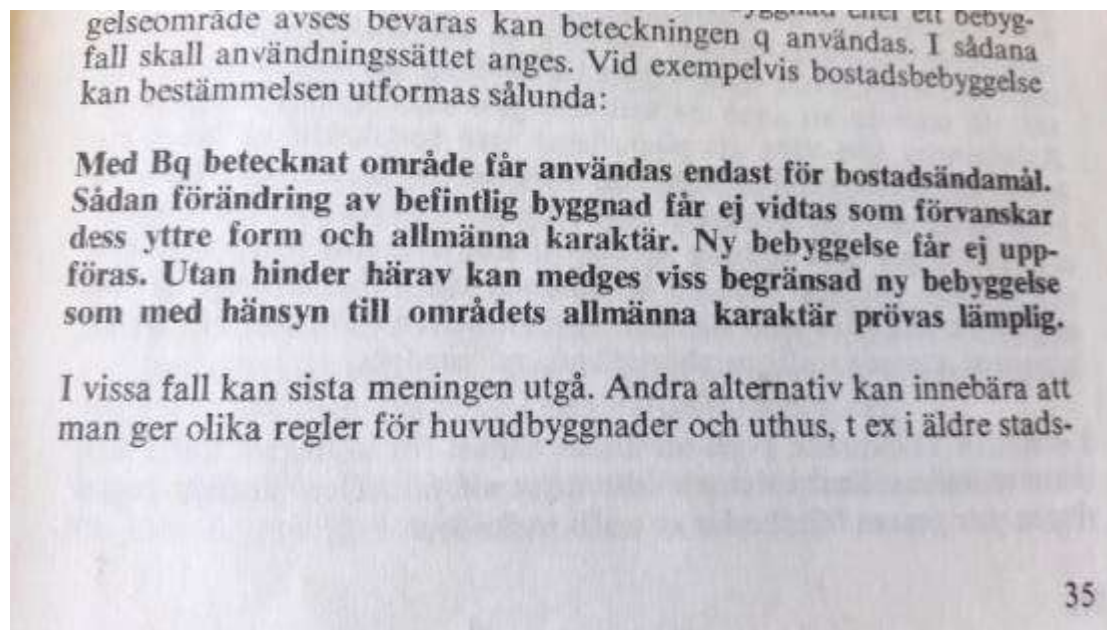 byggnad eller ett bebyg-
gelseområde avses bevaras kan beteckningen q användas. I sådana
fall skall användningssättet anges. Vid exempelvis bostadsbebyggelse
kan bestämmelsen utformas sålunda:
Med Bq betecknat område får användas endast för bostadsändamål.
Sådan förändring av befintlig byggnad får ej vidtas som förvanskar
dess yttre form och allmänna karaktär. Ny bebyggelse får ej upp-
föras. Utan hinder härav kan medges viss begränsad ny bebyggelse
som med hänsyn till områdets allmänna karaktär prövas lämplig.
I vissa fall kan sista meningen utgå. Andra alternativ kan innebära att
man ger olika regler för huvudbyggnader och uthus, t ex i äldre stads-
35